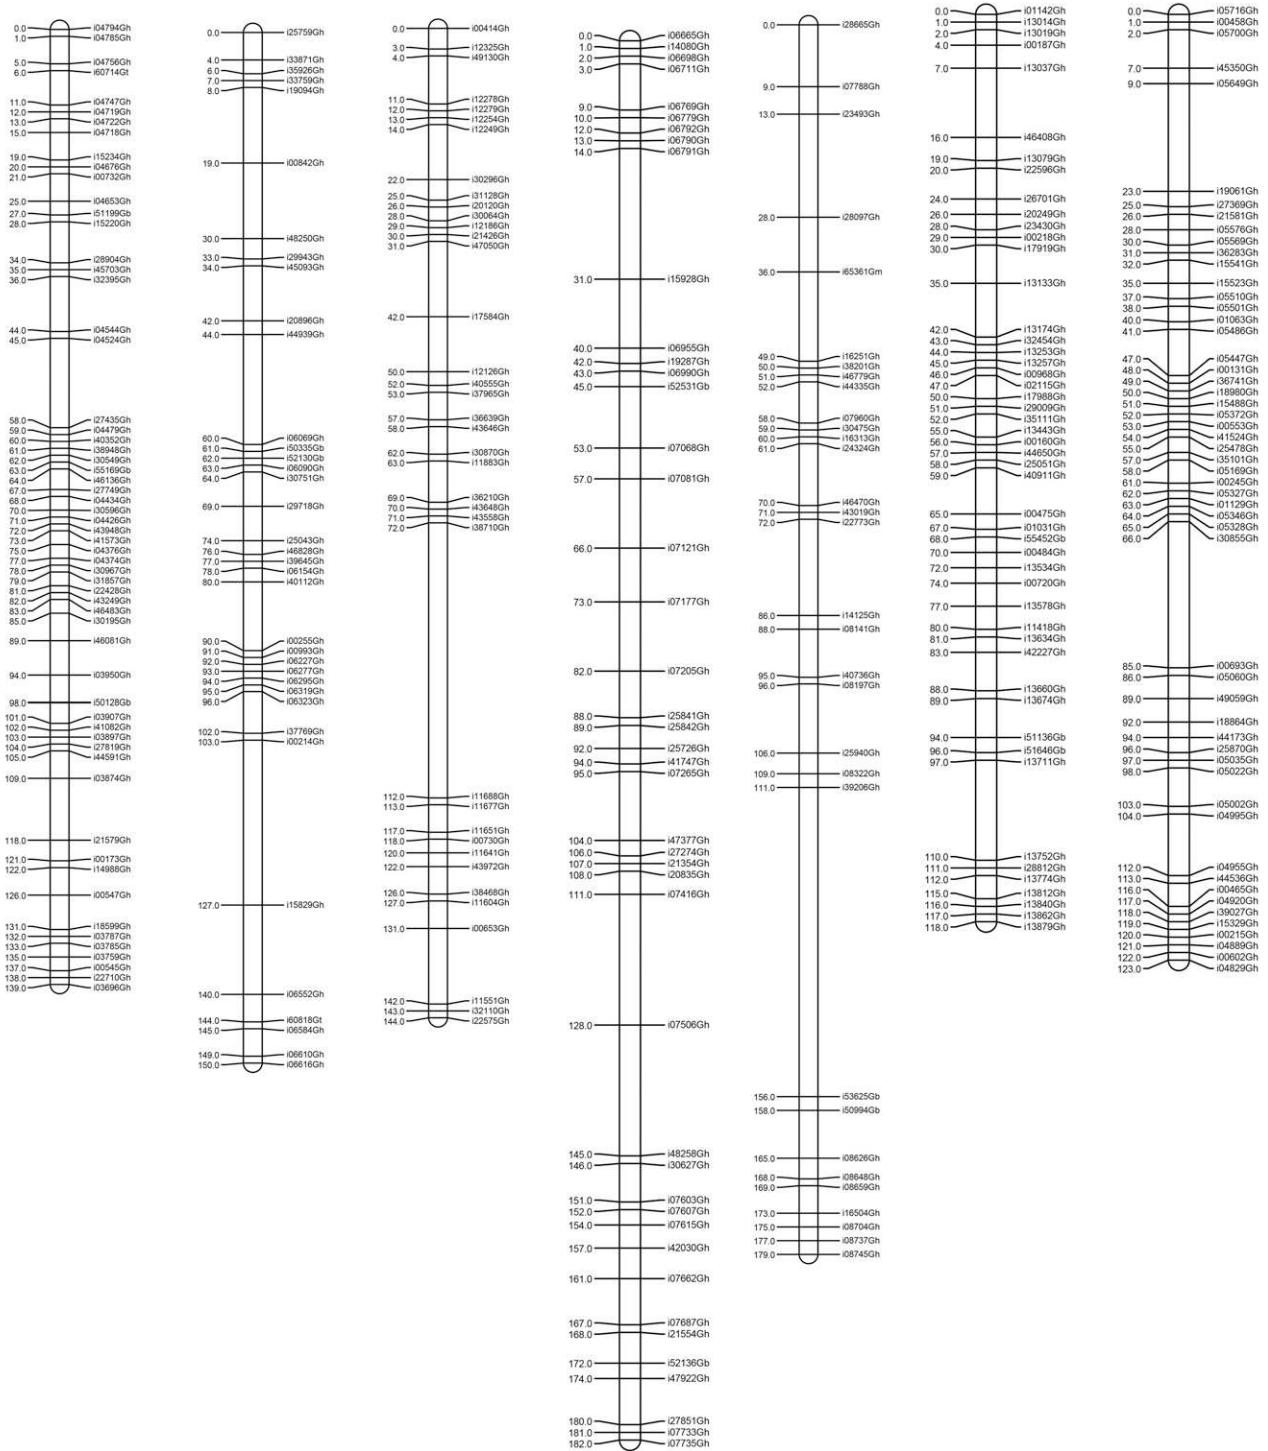 0.0 i04794Gh
1.0 i04785Gh
5.0 i04756Gh
6.0 i60714Gt
11.0 i04747Gh
12.0 i04719Gh
13.0 i04722Gh
15.0 i04718Gh
19.0 i15234Gh
20.0 i04676Gh
21.0 i00732Gh
25.0 i04653Gh
27.0 i51199Gb
28.0 i15220Gh
34.0 i28904Gh
35.0 i45703Gh
36.0 i32395Gh
44.0 i04544Gh
45.0 i04524Gh
58.0 i27435Gh
59.0 i04479Gh
60.0 i40352Gh
61.0 i38948Gh
62.0 i30549Gh
63.0 i55169Gb
64.0 i46136Gh
67.0 i27749Gh
68.0 i04434Gh
70.0 i30596Gh
71.0 i04426Gh
72.0 i43948Gh
73.0 i41573Gh
75.0 i04376Gh
77.0 i04374Gh
78.0 i30967Gh
79.0 i31857Gh
81.0 i22428Gh
82.0 i43249Gh
83.0 i46483Gh
85.0 i30195Gh
89.0 i46081Gh
94.0 i03950Gh
98.0 i50128Gb
101.0 i03907Gh
102.0 i41082Gh
103.0 i03897Gh
104.0 i27819Gh
105.0 i44591Gh
109.0 i03874Gh
118.0 i21579Gh
121.0 i00173Gh
122.0 i14988Gh
126.0 i00547Gh
131.0 i18599Gh
132.0 i03787Gh
133.0 i03785Gh
135.0 i03759Gh
137.0 i00545Gh
138.0 i22710Gh
139.0 i03696Gh
0.0 i25759Gh
4.0 i33871Gh
6.0 i35926Gh
7.0 i33759Gh
8.0 i19094Gh
19.0 i00842Gh
30.0 i48250Gh
33.0 i29943Gh
34.0 i45093Gh
42.0 i20896Gh
44.0 i44939Gh
60.0 i06069Gh
61.0 i50335Gb
62.0 i52130Gb
63.0 i06090Gh
64.0 i30751Gh
69.0 i29718Gh
74.0 i25043Gh
76.0 i46828Gh
77.0 i39645Gh
78.0 i06154Gh
80.0 i40112Gh
90.0 i00255Gh
91.0 i00993Gh
92.0 i06227Gh
93.0 i06277Gh
94.0 i06295Gh
95.0 i06319Gh
96.0 i06323Gh
102.0 i37769Gh
103.0 i00214Gh
127.0 i15829Gh
140.0 i06552Gh
144.0 i60818Gt
145.0 i06584Gh
149.0 i06610Gh
150.0 i06616Gh
0.0 i00414Gh
3.0 i12325Gh
4.0 i49130Gh
11.0 i12278Gh
12.0 i12279Gh
13.0 i12254Gh
14.0 i12249Gh
22.0 i30296Gh
25.0 i31128Gh
26.0 i20120Gh
28.0 i30064Gh
29.0 i12186Gh
30.0 i21426Gh
31.0 i47050Gh
42.0 i17584Gh
50.0 i12126Gh
52.0 i40555Gh
53.0 i37965Gh
57.0 i36639Gh
58.0 i43646Gh
62.0 i30870Gh
63.0 i11883Gh
69.0 i36210Gh
70.0 i43648Gh
71.0 i43558Gh
72.0 i38710Gh
112.0 i11688Gh
113.0 i11677Gh
117.0 i11651Gh
118.0 i00730Gh
120.0 i11641Gh
122.0 i43972Gh
126.0 i38468Gh
127.0 i11604Gh
131.0 i00653Gh
142.0 i11551Gh
143.0 i32110Gh
144.0 i22575Gh
0.0 i06665Gh
1.0 i14080Gh
2.0 i06698Gh
3.0 i06711Gh
9.0 i06769Gh
10.0 i06779Gh
12.0 i06792Gh
13.0 i06790Gh
14.0 i06791Gh
31.0 i15928Gh
40.0 i06955Gh
42.0 i19287Gh
43.0 i06990Gh
45.0 i52531Gb
53.0 i07068Gh
57.0 i07081Gh
66.0 i07121Gh
73.0 i07177Gh
82.0 i07205Gh
88.0 i25841Gh
89.0 i25842Gh
92.0 i25726Gh
94.0 i41747Gh
95.0 i07265Gh
104.0 i47377Gh
106.0 i27274Gh
107.0 i21354Gh
108.0 i20835Gh
111.0 i07416Gh
128.0 i07506Gh
145.0 i48258Gh
146.0 i30627Gh
151.0 i07603Gh
152.0 i07607Gh
154.0 i07615Gh
157.0 i42030Gh
161.0 i07662Gh
167.0 i07687Gh
168.0 i21554Gh
172.0 i52136Gb
174.0 i47922Gh
180.0 i27851Gh
181.0 i07733Gh
182.0 i07735Gh
0.0 i28665Gh
9.0 i07788Gh
13.0 i23493Gh
28.0 i28097Gh
36.0 i65361Gm
49.0 i16251Gh
50.0 i38201Gh
51.0 i46779Gh
52.0 i44335Gh
58.0 i07960Gh
59.0 i30475Gh
60.0 i16313Gh
61.0 i24324Gh
70.0 i46470Gh
71.0 i43019Gh
72.0 i22773Gh
86.0 i14125Gh
88.0 i08141Gh
95.0 i40736Gh
96.0 i08197Gh
106.0 i25940Gh
109.0 i08322Gh
111.0 i39206Gh
156.0 i53625Gb
158.0 i50994Gb
165.0 i08626Gh
168.0 i08648Gh
169.0 i08659Gh
173.0 i16504Gh
175.0 i08704Gh
177.0 i08737Gh
179.0 i08745Gh
0.0 i01142Gh
1.0 i13014Gh
2.0 i13019Gh
4.0 i00187Gh
7.0 i13037Gh
16.0 i46408Gh
19.0 i13079Gh
20.0 i22596Gh
24.0 i26701Gh
26.0 i20249Gh
28.0 i23430Gh
29.0 i00218Gh
30.0 i17919Gh
35.0 i13133Gh
42.0 i13174Gh
43.0 i32454Gh
44.0 i13253Gh
45.0 i13257Gh
46.0 i00968Gh
47.0 i02115Gh
50.0 i17988Gh
51.0 i29009Gh
52.0 i35111Gh
55.0 i13443Gh
56.0 i00160Gh
57.0 i44650Gh
58.0 i25051Gh
59.0 i40911Gh
65.0 i00475Gh
67.0 i01031Gh
68.0 i55452Gb
70.0 i00484Gh
72.0 i13534Gh
74.0 i00720Gh
77.0 i13578Gh
80.0 i11418Gh
81.0 i13634Gh
83.0 i42227Gh
88.0 i13660Gh
89.0 i13674Gh
94.0 i51136Gb
96.0 i51646Gb
97.0 i13711Gh
110.0 i13752Gh
111.0 i28812Gh
112.0 i13774Gh
115.0 i13812Gh
116.0 i13840Gh
117.0 i13862Gh
118.0 i13879Gh
0.0 i05716Gh
1.0 i00458Gh
2.0 i05700Gh
7.0 i45350Gh
9.0 i05649Gh
23.0 i19061Gh
25.0 i27369Gh
26.0 i21581Gh
28.0 i05576Gh
30.0 i05569Gh
31.0 i36283Gh
32.0 i15541Gh
35.0 i15523Gh
37.0 i05510Gh
38.0 i05501Gh
40.0 i01063Gh
41.0 i05486Gh
47.0 i05447Gh
48.0 i00131Gh
49.0 i36741Gh
50.0 i18980Gh
51.0 i15488Gh
52.0 i05372Gh
53.0 i00553Gh
54.0 i41524Gh
55.0 i25478Gh
57.0 i35101Gh
58.0 i05169Gh
61.0 i00245Gh
62.0 i05327Gh
63.0 i01129Gh
64.0 i05346Gh
65.0 i05328Gh
66.0 i30855Gh
85.0 i00693Gh
86.0 i05060Gh
89.0 i49059Gh
92.0 i18864Gh
94.0 i44173Gh
96.0 i25870Gh
97.0 i05035Gh
98.0 i05022Gh
103.0 i05002Gh
104.0 i04995Gh
112.0 i04955Gh
113.0 i44536Gh
116.0 i00465Gh
117.0 i04920Gh
118.0 i39027Gh
119.0 i15329Gh
120.0 i00215Gh
121.0 i04889Gh
122.0 i00602Gh
123.0 i04829Gh